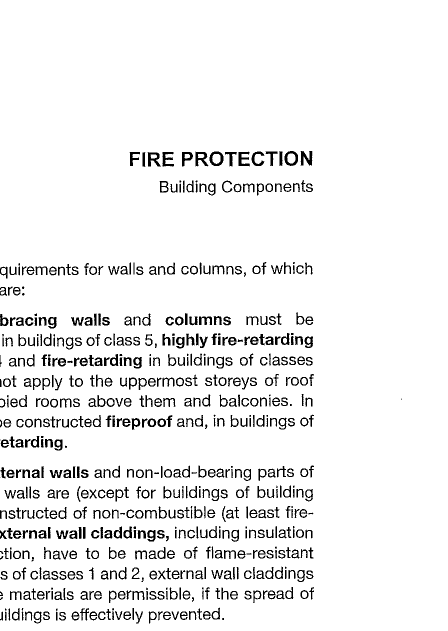 FIRE PROTECTION
Building Components
quirements for walls and columns, of which
are:
bracing walls and columns must be
in buildings of class 5, highly fire-retarding
and fire-retarding in buildings of classes
not apply to the uppermost storeys of roof
pied rooms above them and balconies. In
be constructed fireproof and, in buildings of
etarding.
ternal walls and non-load-bearing parts of
walls are (except for buildings of building
nstructed of non-combustible (at least fire-
xternal wall claddings, including insulation
ction, have to be made of flame-resistant
s of classes 1 and 2, external wall claddings
e materials are permissible, if the spread of
uildings is effectively prevented.